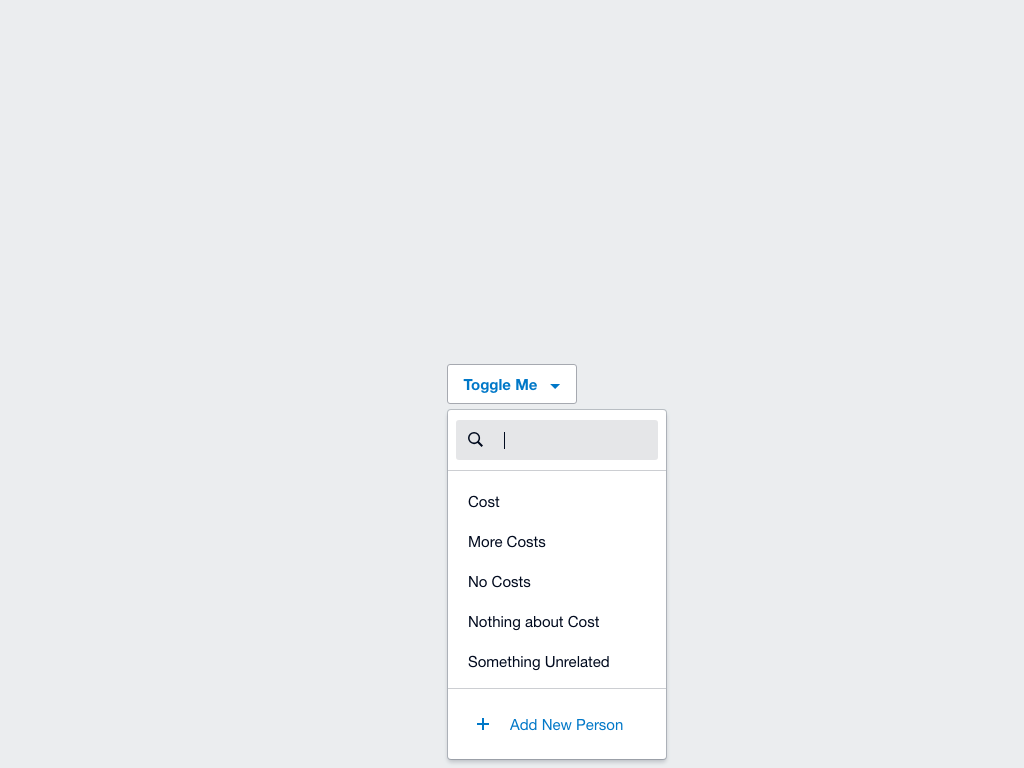 Toggle Me
Cost
More Costs
No Costs
Nothing about Cost
Something Unrelated
Add New Person